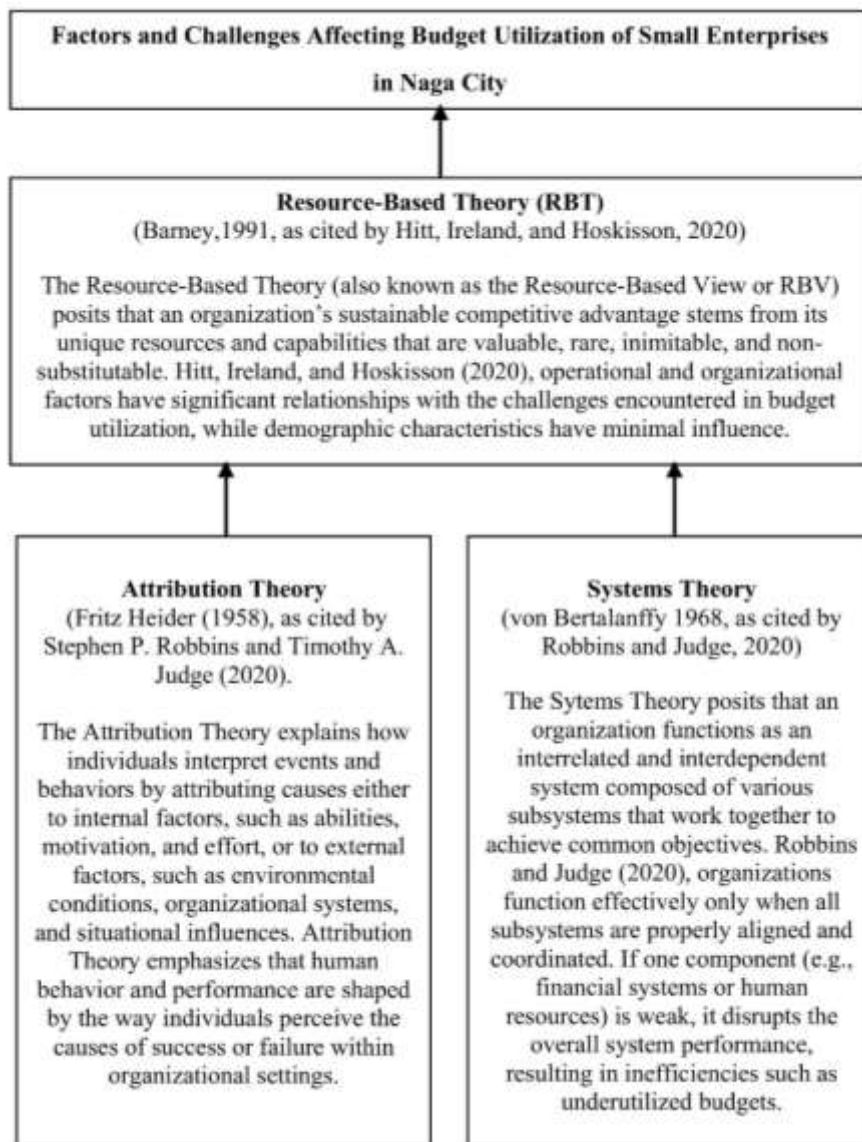 Factors and Challenges Affecting Budget Utilization of Small Enterprises
in Naga City
Resource-Based Theory (RBT)
(Barney,1991, as cited by Hitt, Ireland, and Hoskisson, 2020)
The Resource-Based Theory (also known as the Resource-Based View or RBV)
posits that an organization's sustainable competitive advantage stems from its
unique resources and capabilities that are valuable, rare, inimitable, and non-
substitutable. Hitt, Ireland, and Hoskisson (2020), operational and organizational
factors have significant relationships with the challenges encountered in budget
utilization, while demographic characteristics have minimal influence.
Attribution Theory
(Fritz Heider (1958), as cited by
Stephen P. Robbins and Timothy A.
Judge (2020).
The Attribution Theory explains how
individuals interpret events and
behaviors by attributing causes either
to internal factors, such as abilities,
motivation, and effort, or to external
factors, such as environmental
conditions, organizational systems,
and situational influences. Attribution
Theory emphasizes that human
behavior and performance are shaped
by the way individuals perceive the
causes of success or failure within
organizational settings.
Systems Theory
(von Bertalanffy 1968, as cited by
Robbins and Judge, 2020)
The Sytems Theory posits that an
organization functions as an
interrelated and interdependent
system composed of various
subsystems that work together to
achieve common objectives. Robbins
and Judge (2020), organizations
function effectively only when all
subsystems are properly aligned and
coordinated. If one component (e.g.,
financial systems or human
resources) is weak, it disrupts the
overall system performance,
resulting in inefficiencies such as
underutilized budgets.